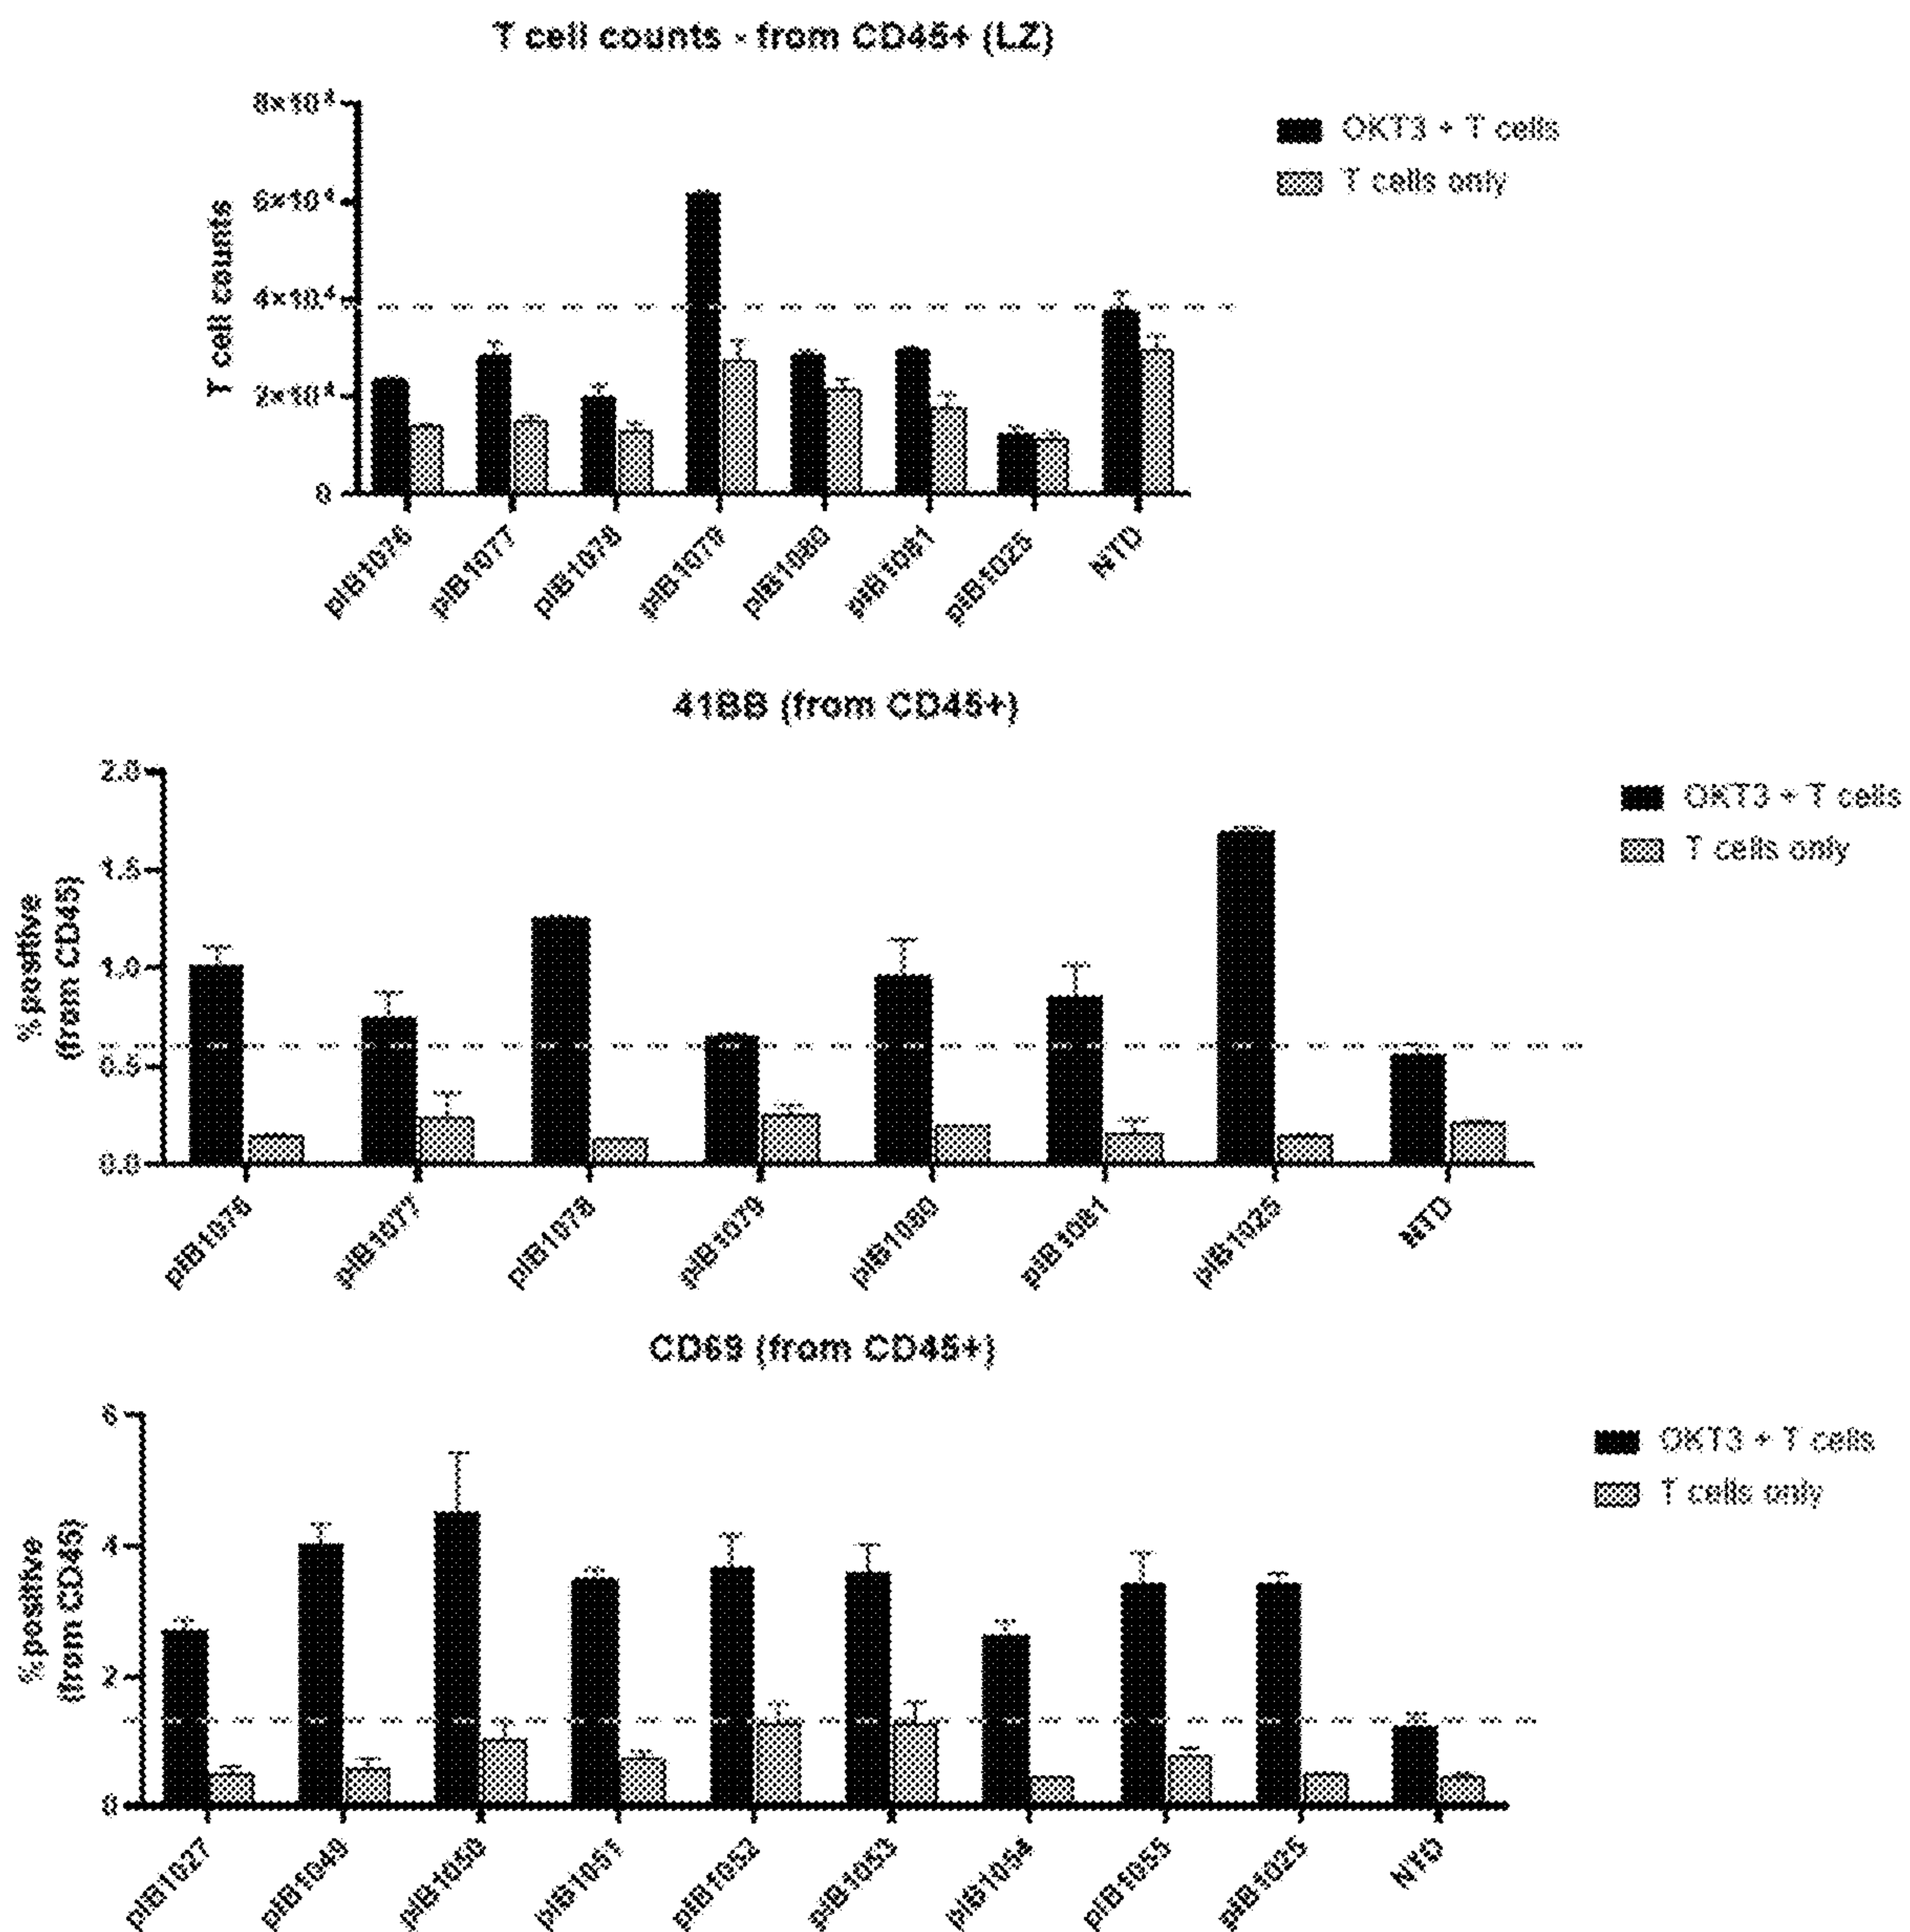 T cell counts - from CD45+ (LZ)
8×10⁴
6×10⁴
4×10⁴
2×10⁴
0
T cell counts
OKT3 + T cells
T cells only
pIB1076
pIB1077
pIB1078
pIB1079
pIB1080
pIB1081
pIB1025
NTD
41BB (from CD45+)
2.0
1.5
1.0
0.5
0.0
% positive
(from CD45)
OKT3 + T cells
T cells only
pIB1076
pIB1077
pIB1078
pIB1079
pIB1080
pIB1081
pIB1025
NTD
CD69 (from CD45+)
6
4
2
0
% positive
(from CD45)
OKT3 + T cells
T cells only
pIB1027
pIB1049
pIB1050
pIB1051
pIB1052
pIB1053
pIB1054
pIB1055
pIB1025
NTD